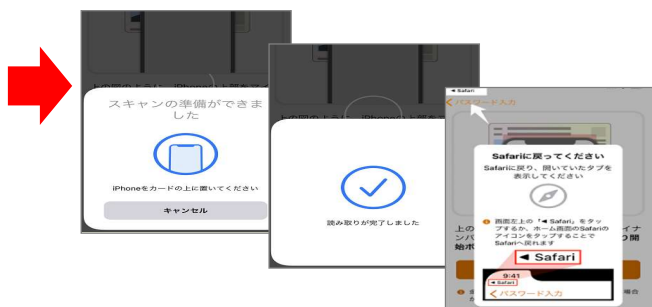 スキャンの準備ができま
した
iPhoneをカードの上に置いてください
キャンセル
読み取りが完了しました
◀ Safari
パスワード入力
Safariに戻ってください
Safariに戻り、開いていたタブを
表示してください
画面左上の「◀ Safari」をタッ
プするか、ホーム画面のSafariの
アイコンをタップすることで
Safariへ戻れます
◀ Safari
9:41
◀ Safari
パスワード入力